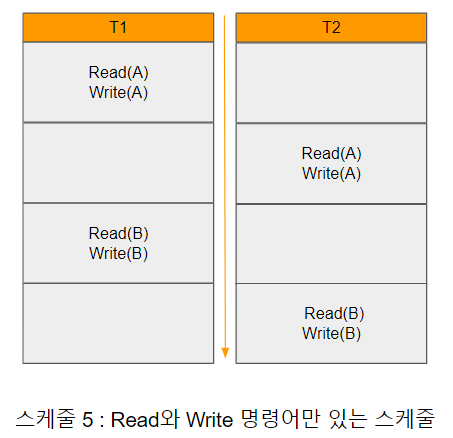 T1
T2
Read(A)
Write(A)
Read(A)
Write(A)
Read(B)
Write(B)
Read(B)
Write(B)
스케줄 5 : Read와 Write 명령어만 있는 스케줄